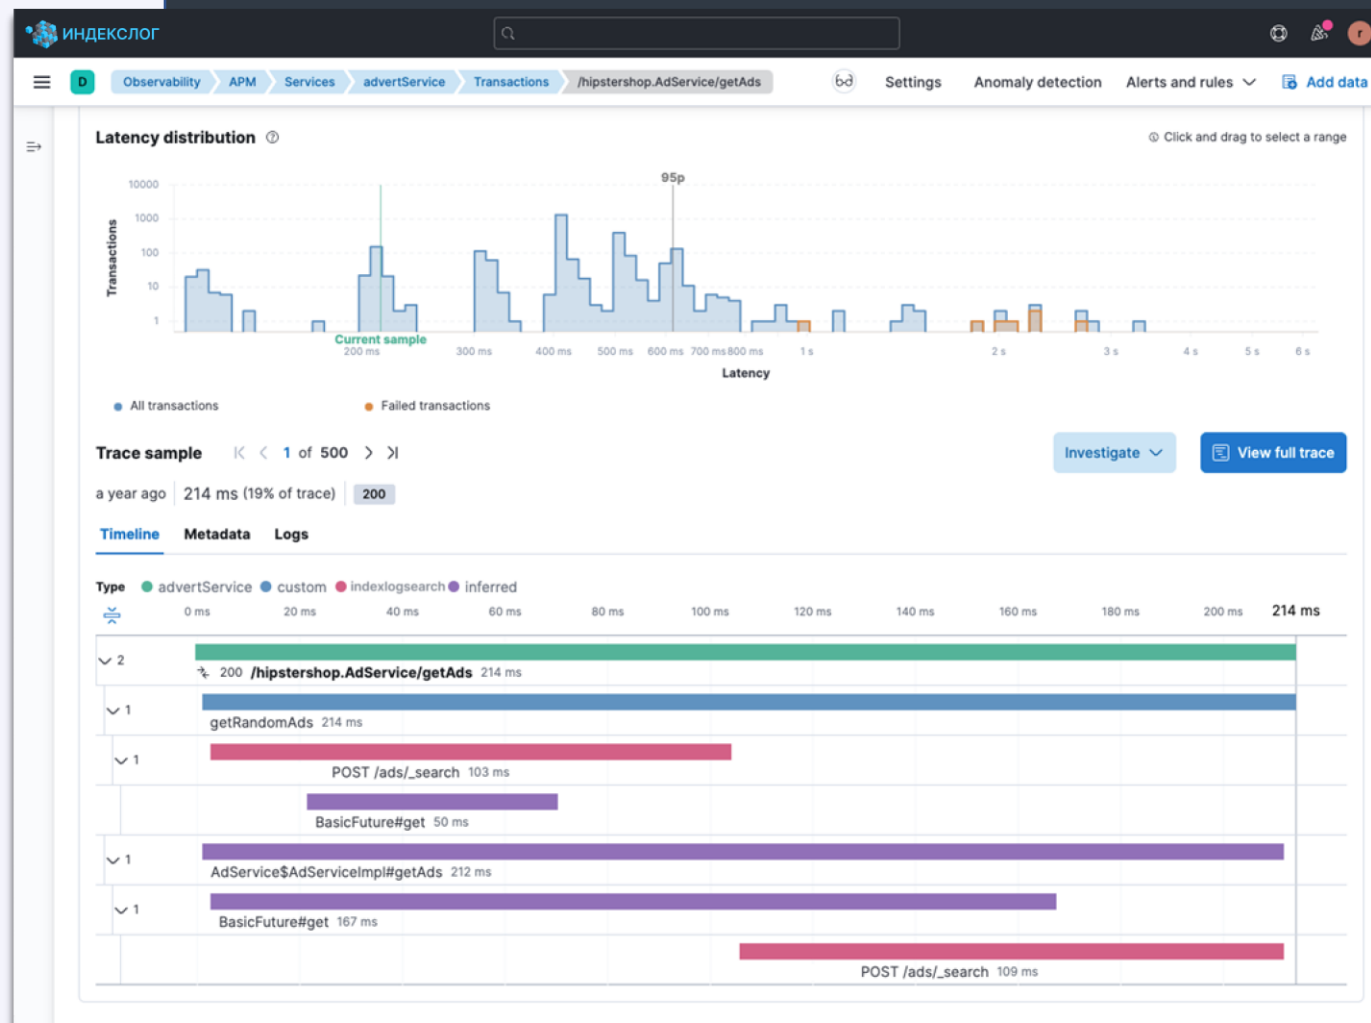 ИНДЕКСЛОГ
r
D Observability APM Services advertService Transactions /hipstershop.AdService/getAds Settings Anomaly detection Alerts and rules Add data
Latency distribution Click and drag to select a range
95p
10000
1000
100
10
1
Transactions
Current sample
200 ms 300 ms 400 ms 500 ms 600 ms 700 ms 800 ms 1 s 2 s 3 s 4 s 5 s 6 s
Latency
All transactions Failed transactions
Trace sample 1 of 500 Investigate View full trace
a year ago 214 ms (19% of trace) 200
Timeline Metadata Logs
Type advertService custom indexlogsearch inferred
0 ms 20 ms 40 ms 60 ms 80 ms 100 ms 120 ms 140 ms 160 ms 180 ms 200 ms 214 ms
2
200 /hipstershop.AdService/getAds 214 ms
1
getRandomAds 214 ms
1
POST /ads/_search 103 ms
BasicFuture#get 50 ms
1
AdService$AdServiceImpl#getAds 212 ms
1
BasicFuture#get 167 ms
POST /ads/_search 109 ms